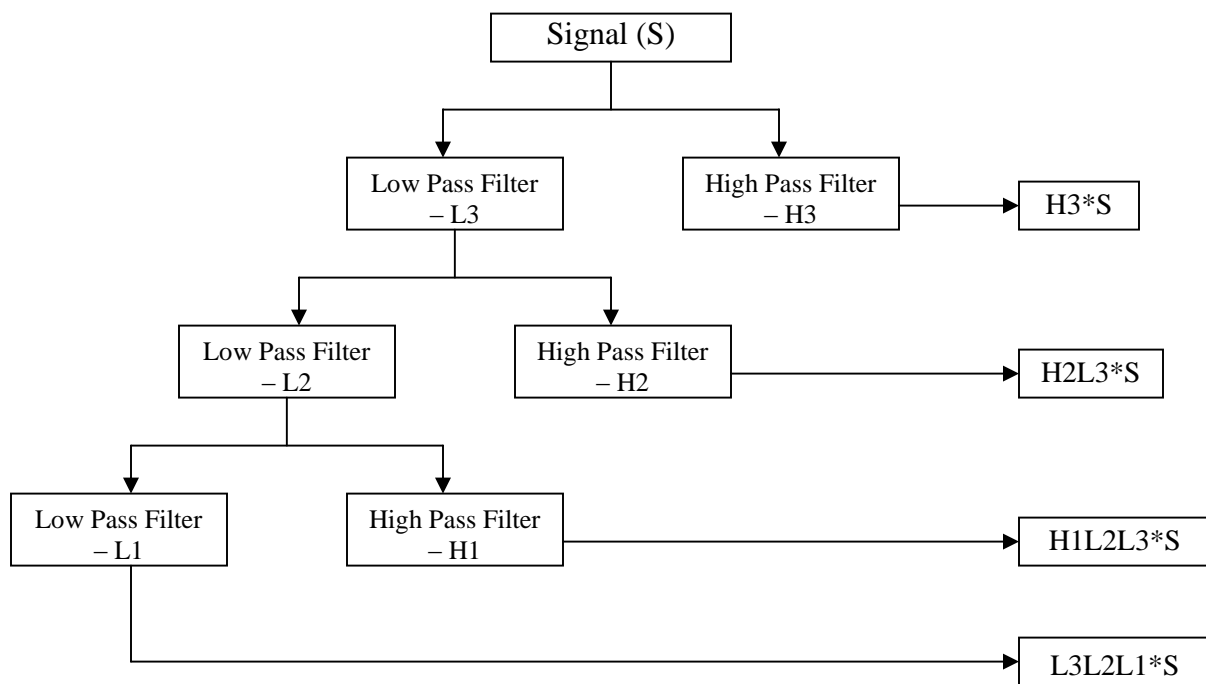 Signal (S)
Low Pass Filter
– L3
High Pass Filter
– H3
H3*S
Low Pass Filter
– L2
High Pass Filter
– H2
H2L3*S
Low Pass Filter
– L1
High Pass Filter
– H1
H1L2L3*S
L3L2L1*S